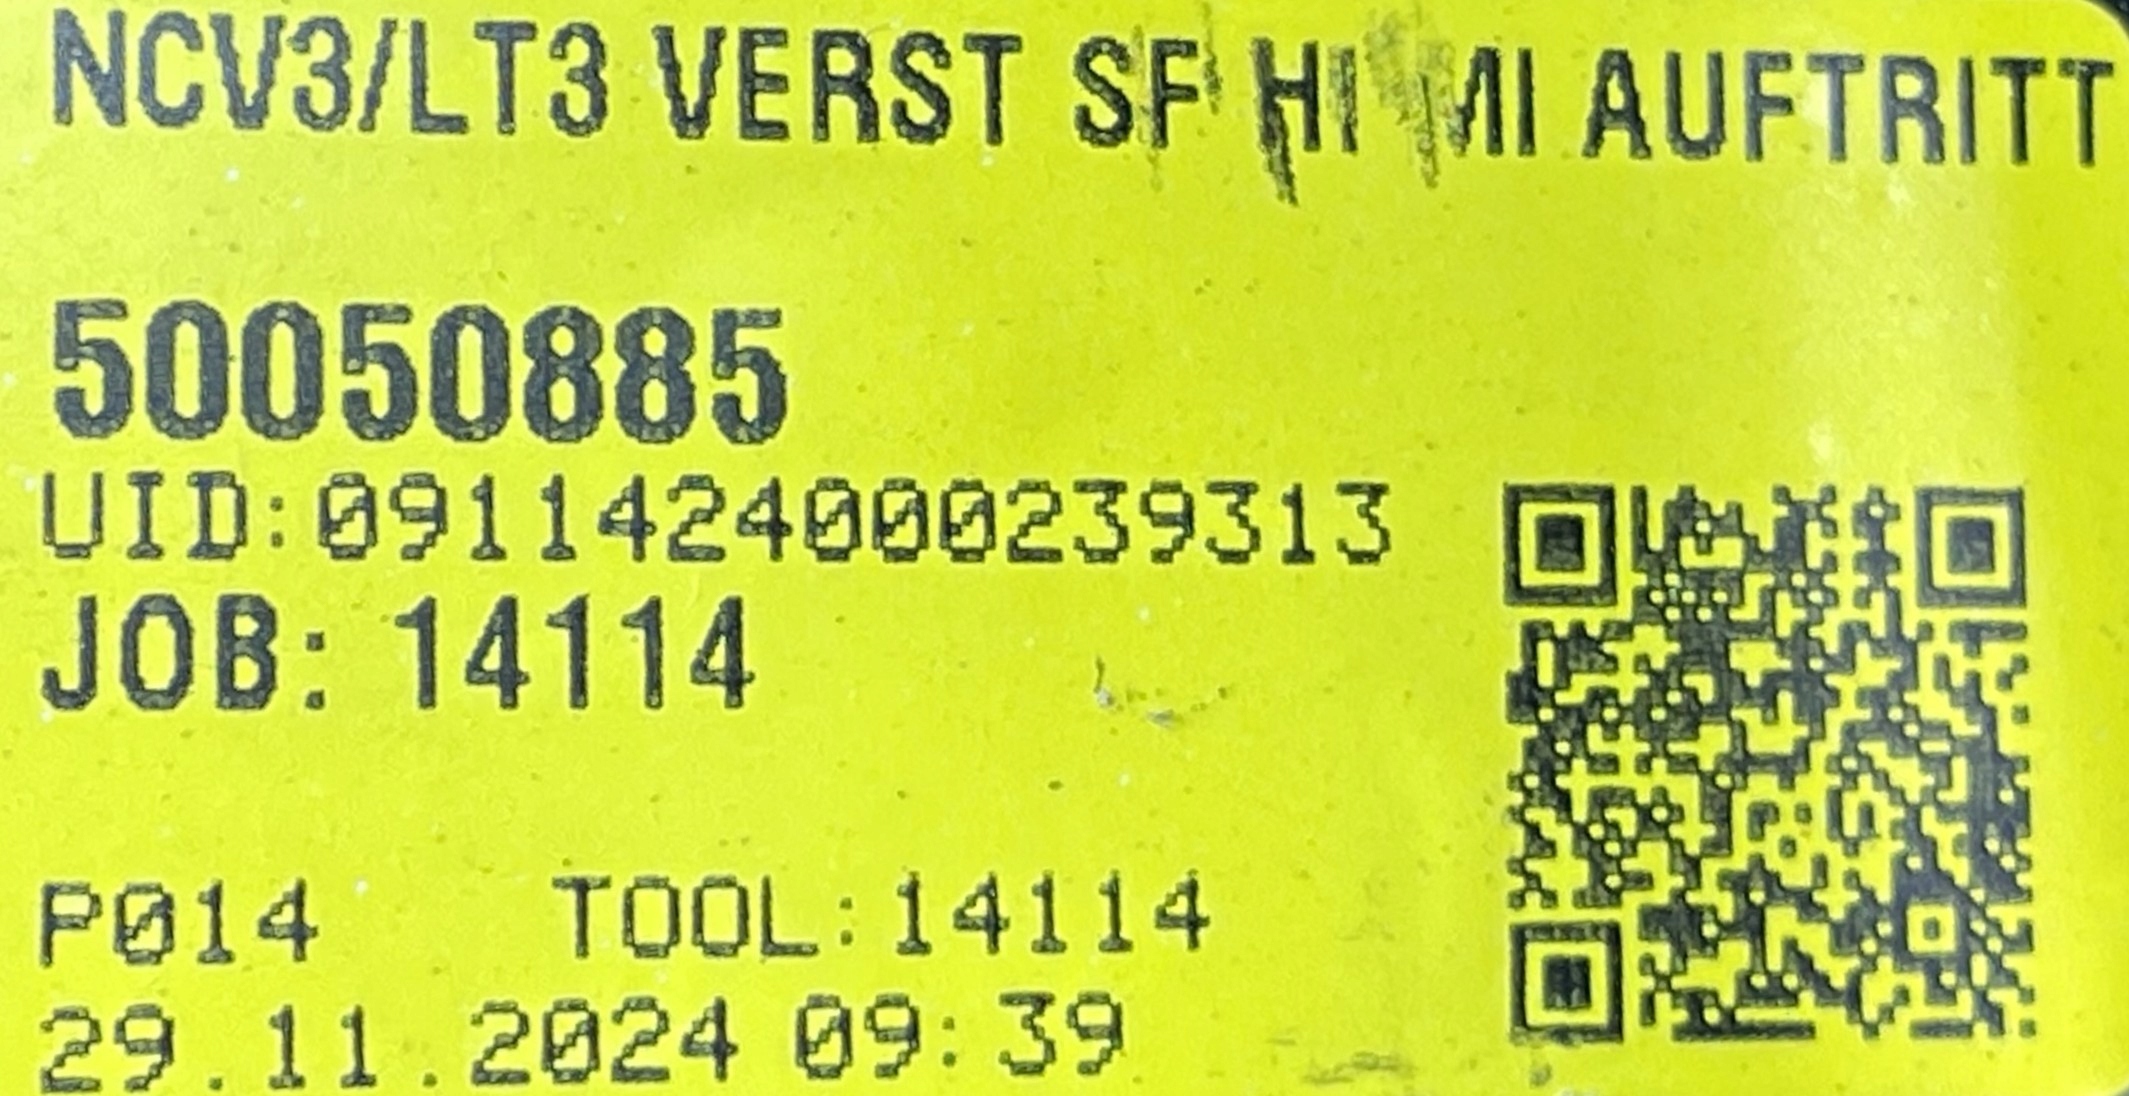 NCV3/LT3 VERST SF HI MI AUFTRITT
50050885
UID:0911424000239313
JOB: 14114
P014 TOOL:14114
29.11.2024 09:39